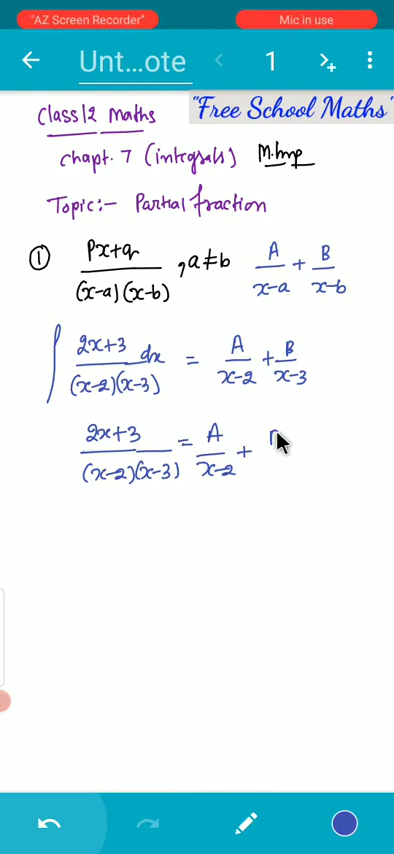 "AZ Screen Recorder"
Mic in use
Unt...ote
1
Class 12 Maths
"Free School Maths"
Chapt. 7 (integrals) M.Imp
Topic:- Partial fraction
① Px+q/(x-a)(x-b) , a≠b A/x-a + B/x-b
∫ 2x+3/(x-2)(x-3) dx = A/x-2 + B/x-3
2x+3/(x-2)(x-3) = A/x-2 +